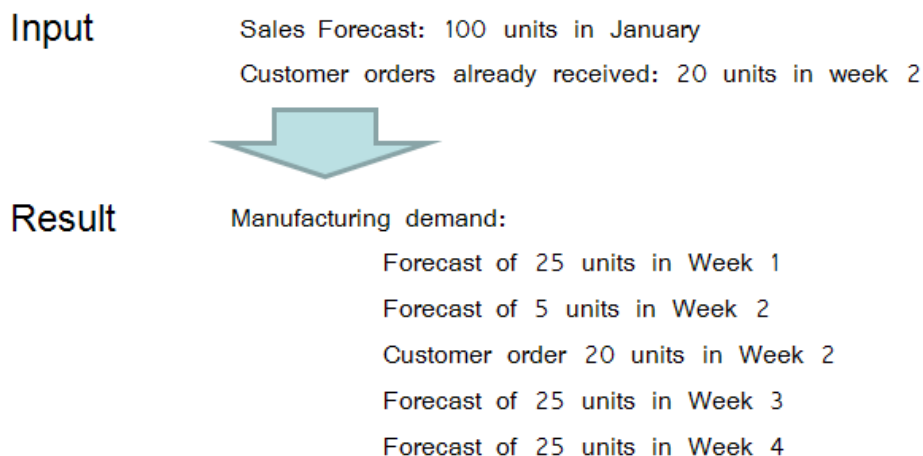 Input
Sales Forecast: 100 units in January
Customer orders already received: 20 units in week 2
Result
Manufacturing demand:
Forecast of 25 units in Week 1
Forecast of 5 units in Week 2
Customer order 20 units in Week 2
Forecast of 25 units in Week 3
Forecast of 25 units in Week 4